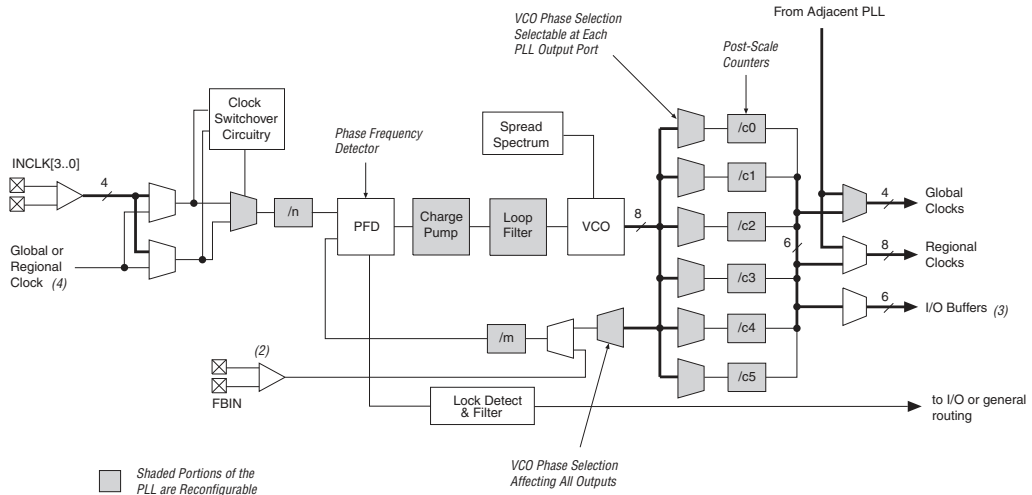 From Adjacent PLL
VCO Phase Selection
Selectable at Each
PLL Output Port
Post-Scale
Counters
Clock
Switchover
Circuitry
Phase Frequency
Detector
Spread
Spectrum
INCLK[3..0]
4
Global or
Regional
Clock (4)
/n
PFD
Charge
Pump
Loop
Filter
VCO
8
/c0
/c1
/c2
/c3
/c4
/c5
6
4
Global
Clocks
8
Regional
Clocks
6
I/O Buffers (3)
/m
(2)
FBIN
Lock Detect
& Filter
to I/O or general
routing
VCO Phase Selection
Affecting All Outputs
Shaded Portions of the
PLL are Reconfigurable